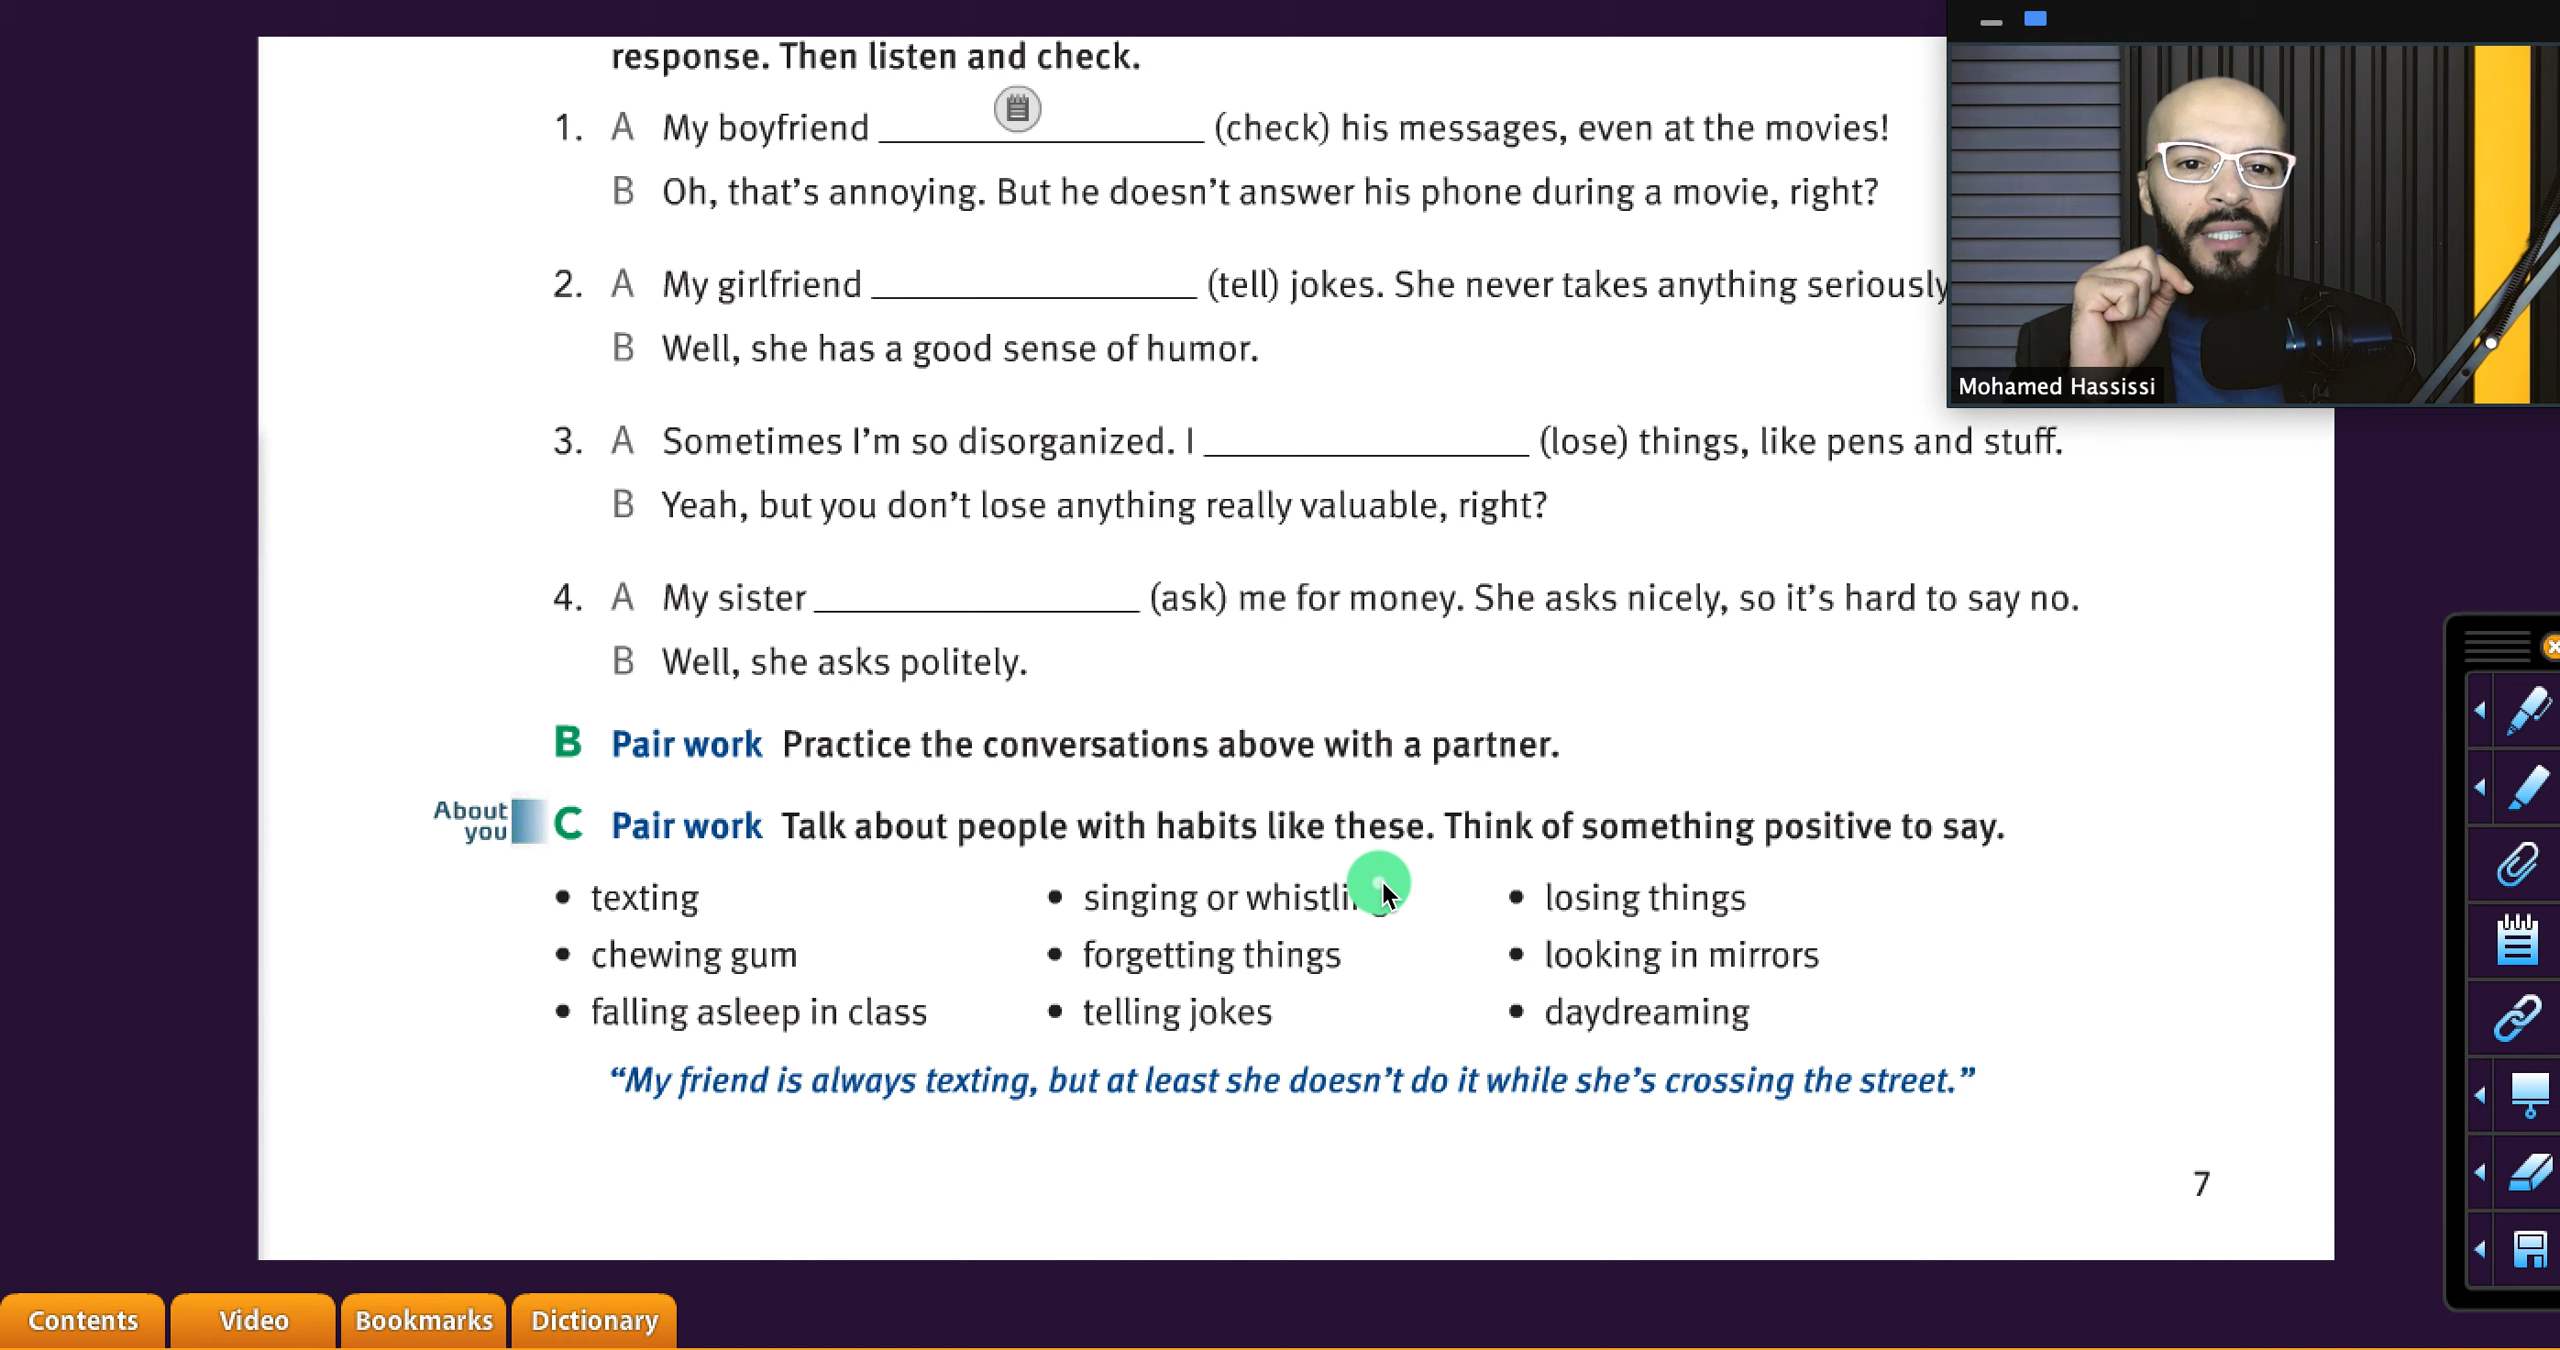 response. Then listen and check.
1. A My boyfriend ______________ (check) his messages, even at the movies!
B Oh, that's annoying. But he doesn't answer his phone during a movie, right?
2. A My girlfriend ______________ (tell) jokes. She never takes anything seriously
B Well, she has a good sense of humor.
3. A Sometimes I'm so disorganized. I ______________ (lose) things, like pens and stuff.
B Yeah, but you don't lose anything really valuable, right?
4. A My sister ______________ (ask) me for money. She asks nicely, so it's hard to say no.
B Well, she asks politely.
B Pair work Practice the conversations above with a partner.
About you
C Pair work Talk about people with habits like these. Think of something positive to say.
• texting • singing or whistling • losing things
• chewing gum • forgetting things • looking in mirrors
• falling asleep in class • telling jokes • daydreaming
“My friend is always texting, but at least she doesn't do it while she's crossing the street.”
7
Mohamed Hassissi
Contents Video Bookmarks Dictionary